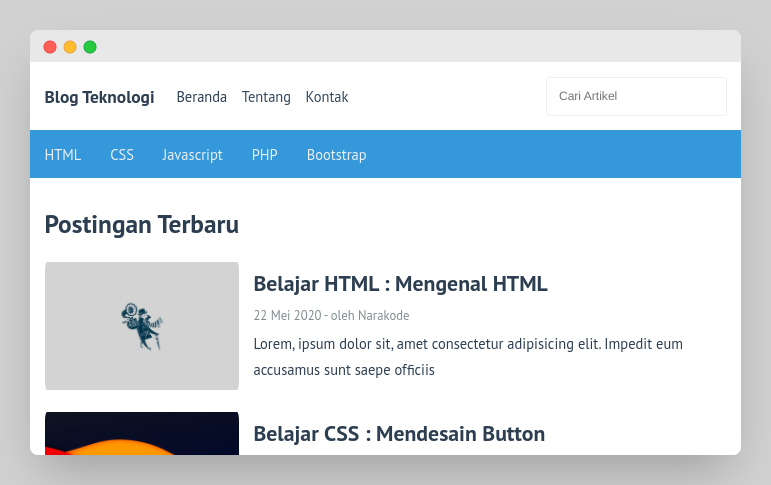 Blog Teknologi Beranda Tentang Kontak Cari Artikel
HTML CSS Javascript PHP Bootstrap
Postingan Terbaru
Belajar HTML : Mengenal HTML
22 Mei 2020 - oleh Narakode
Lorem, ipsum dolor sit, amet consectetur adipisicing elit. Impedit eum
accusamus sunt saepe officiis
Belajar CSS : Mendesain Button